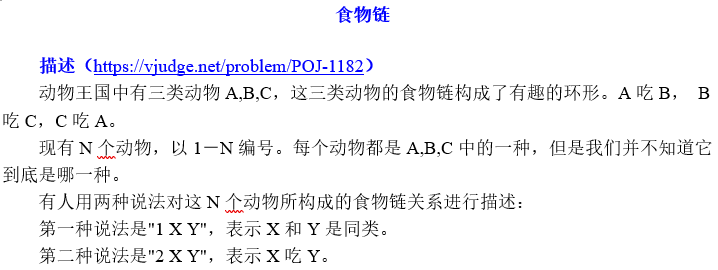 食物链
描述（https://vjudge.net/problem/POJ-1182）
动物王国中有三类动物 A,B,C，这三类动物的食物链构成了有趣的环形。A 吃 B， B
吃 C，C 吃 A。
现有 N 个动物，以 1－N 编号。每个动物都是 A,B,C 中的一种，但是我们并不知道它
到底是哪一种。
有人用两种说法对这 N 个动物所构成的食物链关系进行描述：
第一种说法是"1 X Y"，表示 X 和 Y 是同类。
第二种说法是"2 X Y"，表示 X 吃 Y。